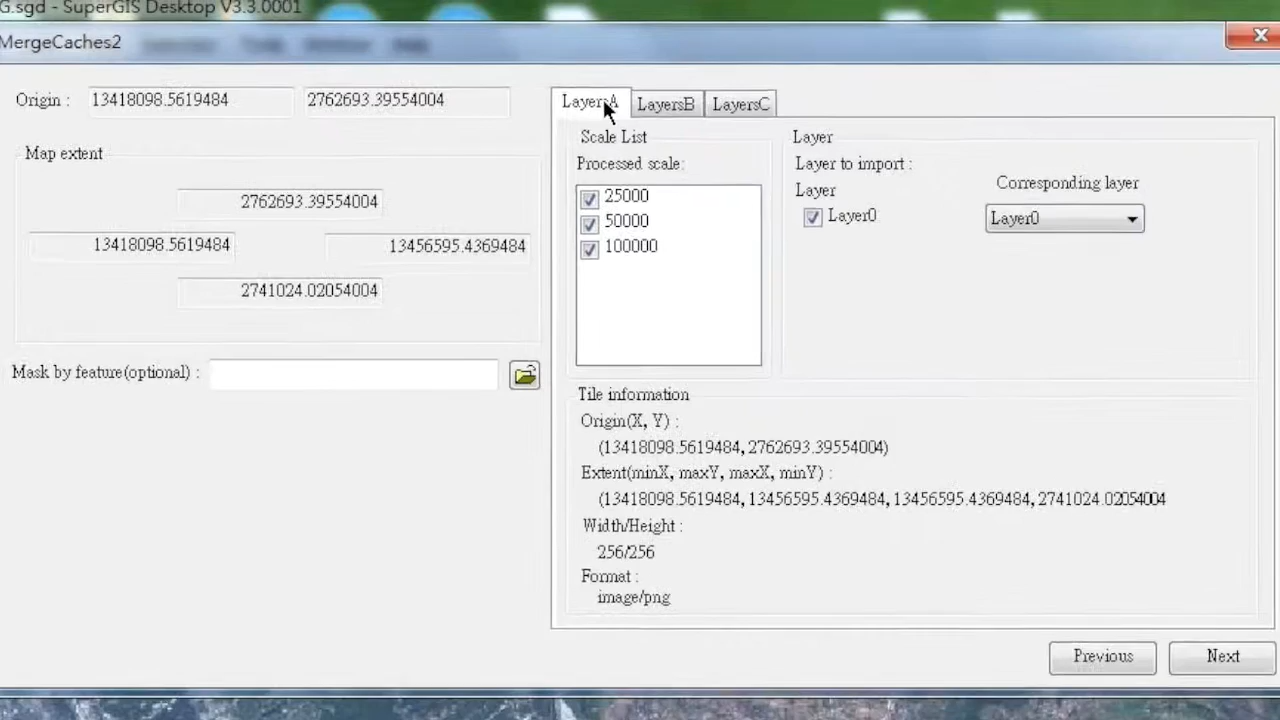 G.sgd - SuperGIS Desktop V3.3.0001
MergeCaches2
Origin : 13418098.5619484 2762693.39554004
Map extent
2762693.39554004
13418098.5619484 13456595.4369484
2741024.02054004
Mask by feature(optional) :
LayersA LayersB LayersC
Scale List
Processed scale:
25000
50000
100000
Layer
Layer to import :
Layer
Corresponding layer
Layer0
Layer0
Tile information
Origin(X, Y) :
(13418098.5619484, 2762693.39554004)
Extent(minX, maxY, maxX, minY) :
(13418098.5619484, 13456595.4369484, 13456595.4369484, 2741024.02054004
Width/Height :
256/256
Format :
image/png
Previous Next